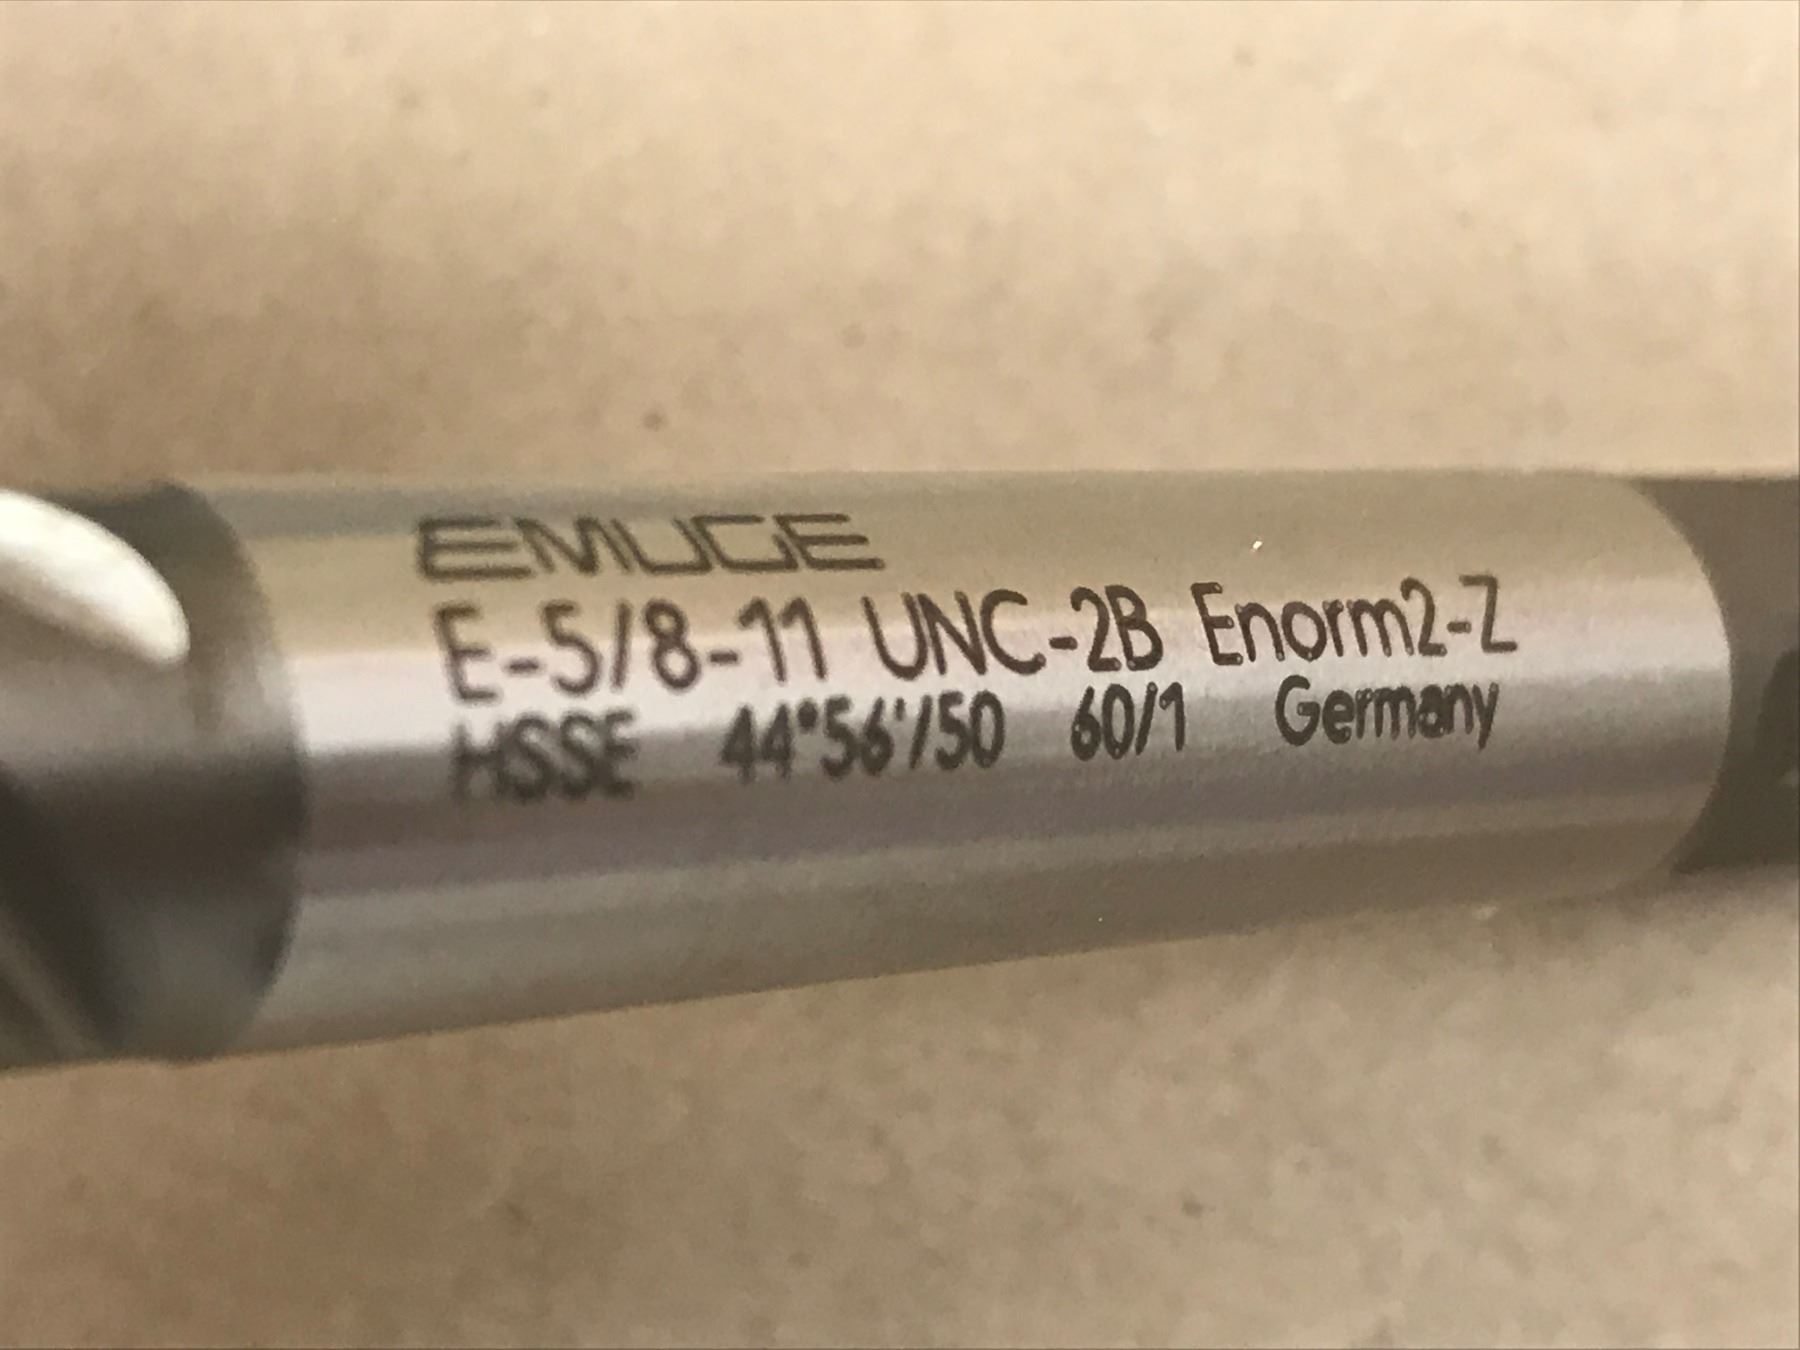 EMUGE
E-5/8-11 UNC-2B Enorm2-Z
HSSE 44°56'/50 60/1 Germany